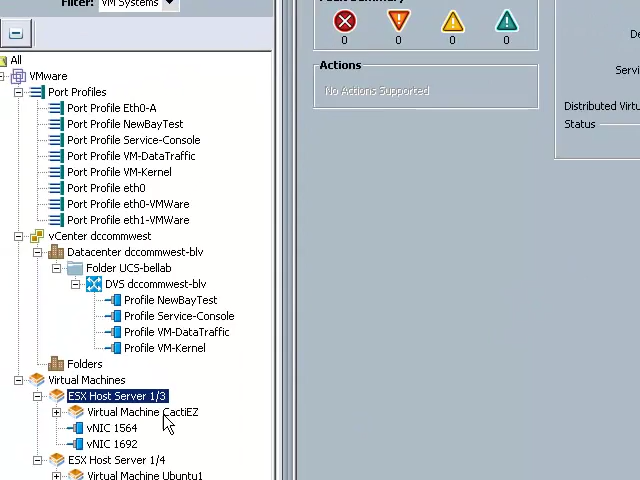 Filter: VM Systems
Fault Summary
0 0 0 0
Actions
No Actions Supported
De
Servi
Distributed Virtu
Status
All
VMware
Port Profiles
Port Profile Eth0-A
Port Profile NewBayTest
Port Profile Service-Console
Port Profile VM-DataTraffic
Port Profile VM-Kernel
Port Profile eth0
Port Profile eth0-VMWare
Port Profile eth1-VMWare
vCenter dccommwest
Datacenter dccommwest-blv
Folder UCS-bellab
DVS dccommwest-blv
Profile NewBayTest
Profile Service-Console
Profile VM-DataTraffic
Profile VM-Kernel
Folders
Virtual Machines
ESX Host Server 1/3
Virtual Machine CactiEZ
vNIC 1564
vNIC 1692
ESX Host Server 1/4
Virtual Machine Ubuntu1